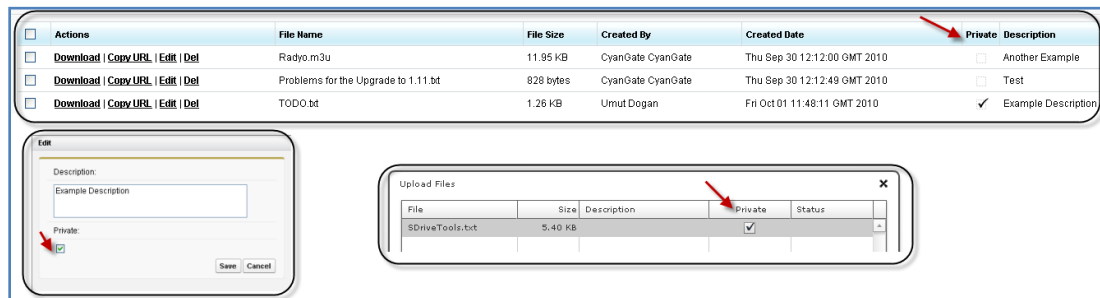 Actions File Name File Size Created By Created Date Private Description
Download | Copy URL | Edit | Del Radyo.m3u 11.95 KB CyanGate CyanGate Thu Sep 30 12:12:00 GMT 2010 Another Example
Download | Copy URL | Edit | Del Problems for the Upgrade to 1.11.txt 828 bytes CyanGate CyanGate Thu Sep 30 12:12:49 GMT 2010 Test
Download | Copy URL | Edit | Del TODO.txt 1.26 KB Umut Dogan Fri Oct 01 11:48:11 GMT 2010 Example Description
Edit
Description:
Example Description
Private:
Save Cancel
Upload Files
File Size Description Private Status
SDriveTools.txt 5.40 KB